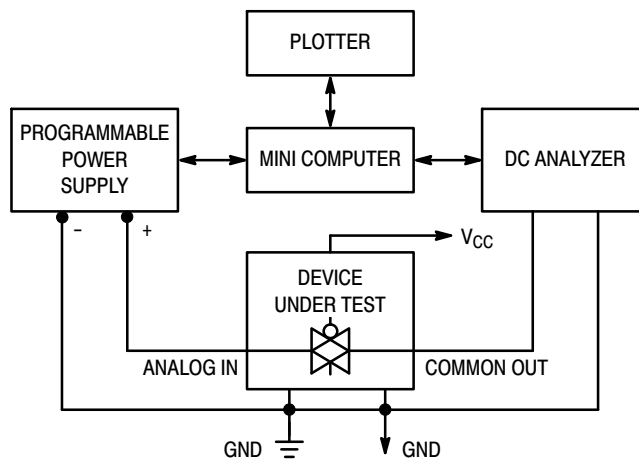 PLOTTER
PROGRAMMABLE
POWER
SUPPLY
MINI COMPUTER
DC ANALYZER
–
+
VCC
DEVICE
UNDER TEST
ANALOG IN
COMMON OUT
GND
GND